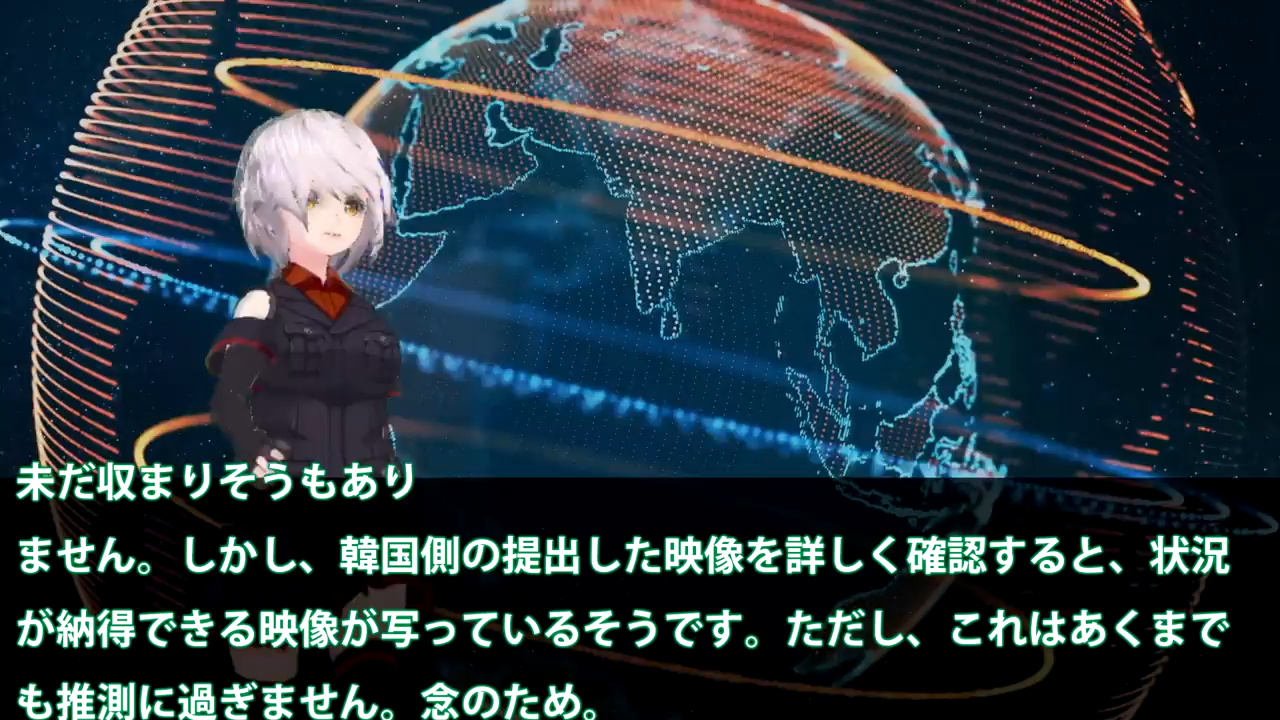 未だ収まりそうもあり
ません。しかし、韓国側の提出した映像を詳しく確認すると、状況
が納得できる映像が写っているそうです。ただし、これはあくまで
も推測に過ぎません。念のため。